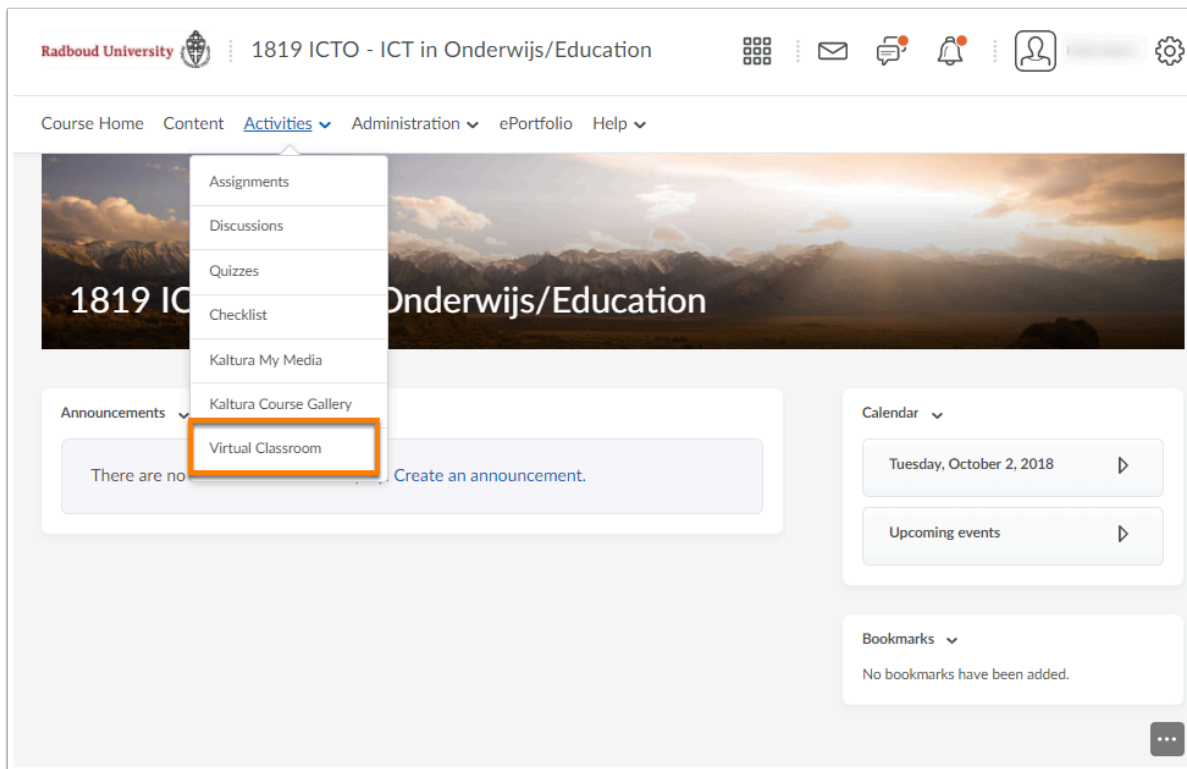 Radboud University
1819 ICTO - ICT in Onderwijs/Education
Course Home Content Activities Administration ePortfolio Help
Assignments
Discussions
Quizzes
Checklist
Kaltura My Media
Kaltura Course Gallery
Virtual Classroom
1819 IC Onderwijs/Education
Announcements
There are no . Create an announcement.
Calendar
Tuesday, October 2, 2018
Upcoming events
Bookmarks
No bookmarks have been added.